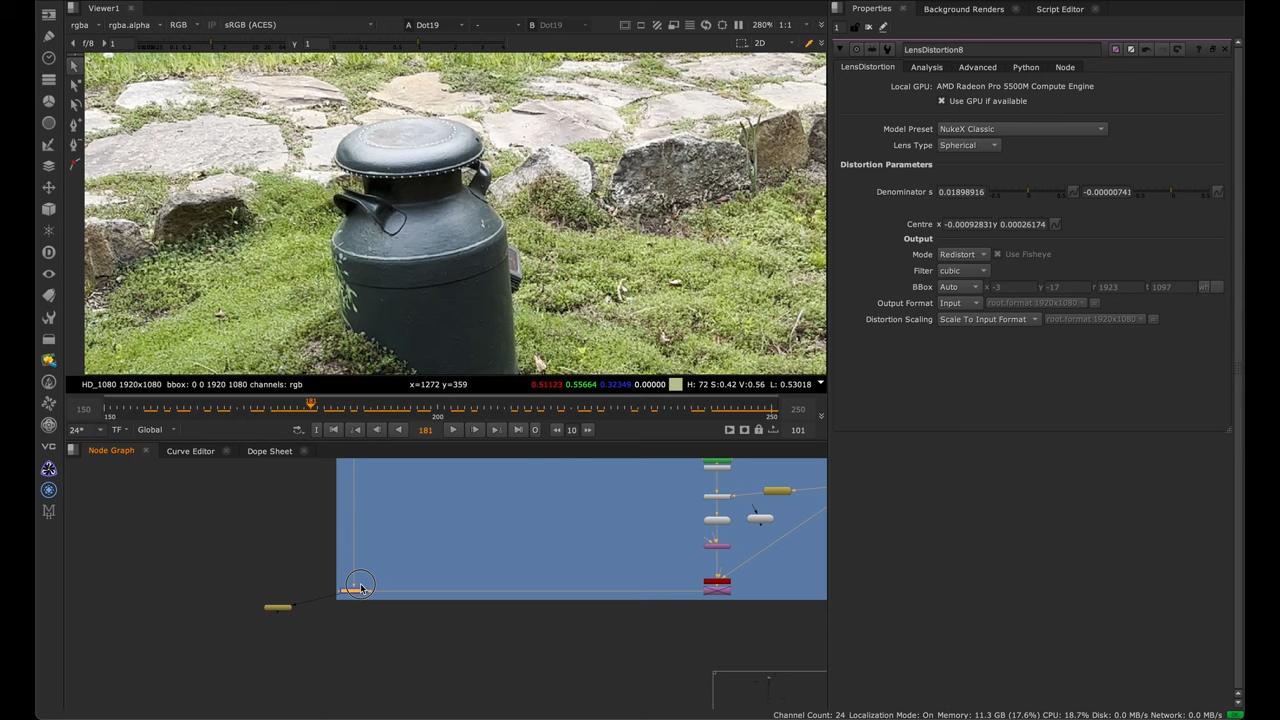 Viewer1
Properties
Background Renders
Script Editor
rgba
rgba.alpha
RGB
sRGB (ACES)
A Dot19
-
B Dot19
280%
1:1
1
f/8
1
Y 1
2D
LensDistortion8
LensDistortion
Analysis
Advanced
Python
Node
Local GPU: AMD Radeon Pro 5500M Compute Engine
Use GPU if available
Model Preset NukeX Classic
Lens Type Spherical
Distortion Parameters
Denominator s 0.01898916 -0.00000741
Centre x -0.00092831 y 0.00026174
Output
Mode Redistort Use Fisheye
Filter cubic
BBox Auto x -3 y -17 r 1923 t 1097
Output Format Input root.format 1920x1080
Distortion Scaling Scale To Input Format root.format 1920x1080
HD_1080 1920x1080 bbox: 0 0 1920 1080 channels: rgb
x=1272 y=359
0.51123 0.55664 0.32349 0.00000
H: 72 S:0.42 V:0.56 L: 0.53018
150
181
250
150
200
250
24*
TF
Global
I
181
O
10
101
Node Graph
Curve Editor
Dope Sheet
VC
Channel Count: 24 Localization Mode: On Memory: 11.3 GB (17.6%) CPU: 18.7% Disk: 0.0 MB/s Network: 0.0 MB/s